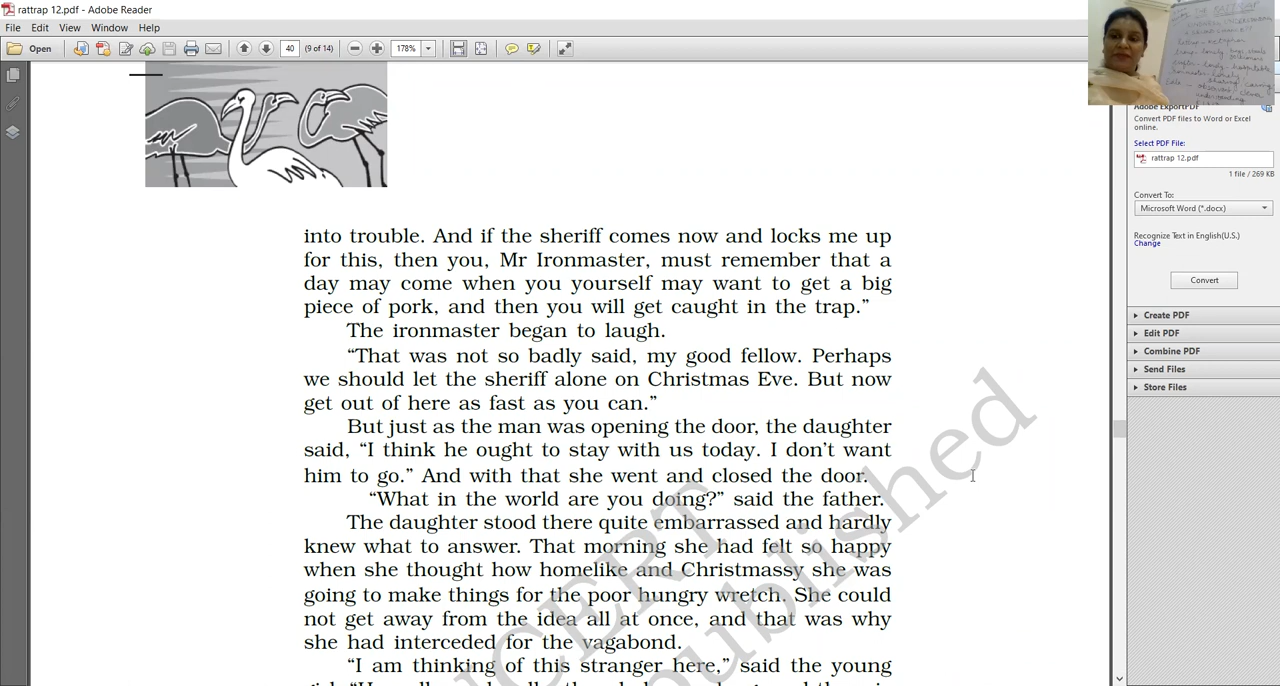 rattrap 12.pdf - Adobe Reader
File Edit View Window Help
Open 40 (9 of 14) 178%
THE RATTRAP
Adobe ExportPDF
Convert PDF files to Word or Excel
online.
Select PDF File:
rattrap 12.pdf
1 file / 269 KB
Convert To:
Microsoft Word (*.docx)
Recognize Text in English(U.S.)
Change
Convert
Create PDF
Edit PDF
Combine PDF
Send Files
Store Files
into trouble. And if the sheriff comes now and locks me up
for this, then you, Mr Ironmaster, must remember that a
day may come when you yourself may want to get a big
piece of pork, and then you will get caught in the trap.”
The ironmaster began to laugh.
“That was not so badly said, my good fellow. Perhaps
we should let the sheriff alone on Christmas Eve. But now
get out of here as fast as you can.”
But just as the man was opening the door, the daughter
said, “I think he ought to stay with us today. I don’t want
him to go.” And with that she went and closed the door.
“What in the world are you doing?” said the father.
The daughter stood there quite embarrassed and hardly
knew what to answer. That morning she had felt so happy
when she thought how homelike and Christmassy she was
going to make things for the poor hungry wretch. She could
not get away from the idea all at once, and that was why
she had interceded for the vagabond.
“I am thinking of this stranger here,” said the young
NCERT
published